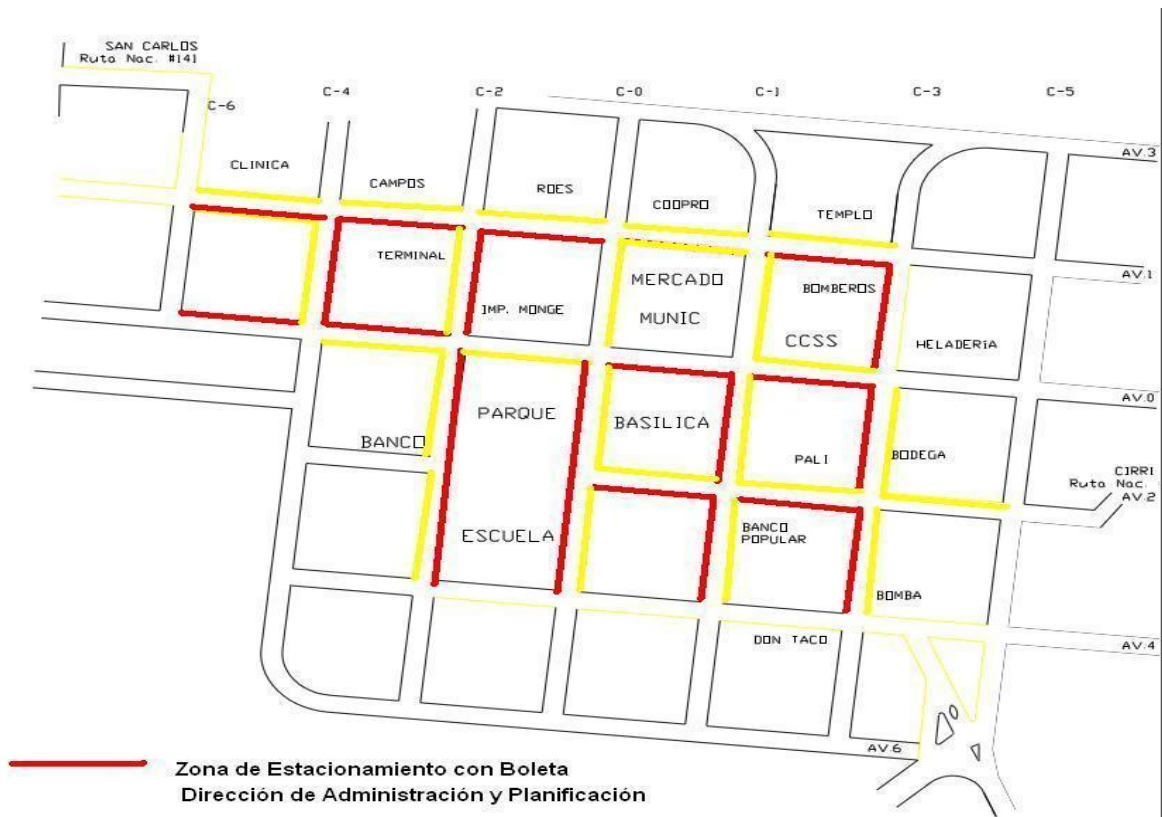 SAN CARLOS
Ruta Nac. #141
C-6
C-4
C-2
C-0
C-1
C-3
C-5
AV.3
CLINICA
CAMPOS
ROES
COOPRO
TEMPLO
AV.1
TERMINAL
IMP. MONGE
MERCADO
MUNIC
BOMBEROS
CCSS
HELADERIA
AV.0
PARQUE
BANCO
BASILICA
PALI
BODEGA
CIRRI
Ruta Nac.
AV.2
ESCUELA
BANCO
POPULAR
BOMBA
DON TACO
AV.4
AV.6
Zona de Estacionamiento con Boleta
Dirección de Administración y Planificación